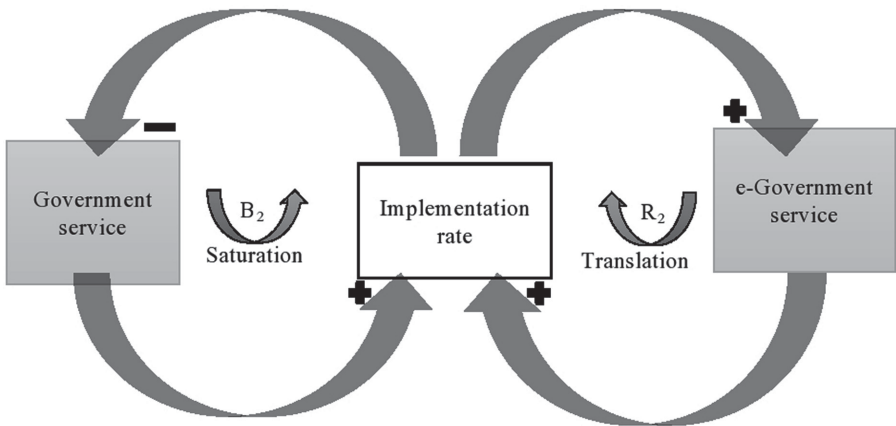 Government
service
B₂
Saturation
Implementation
rate
R₂
Translation
e-Government
service